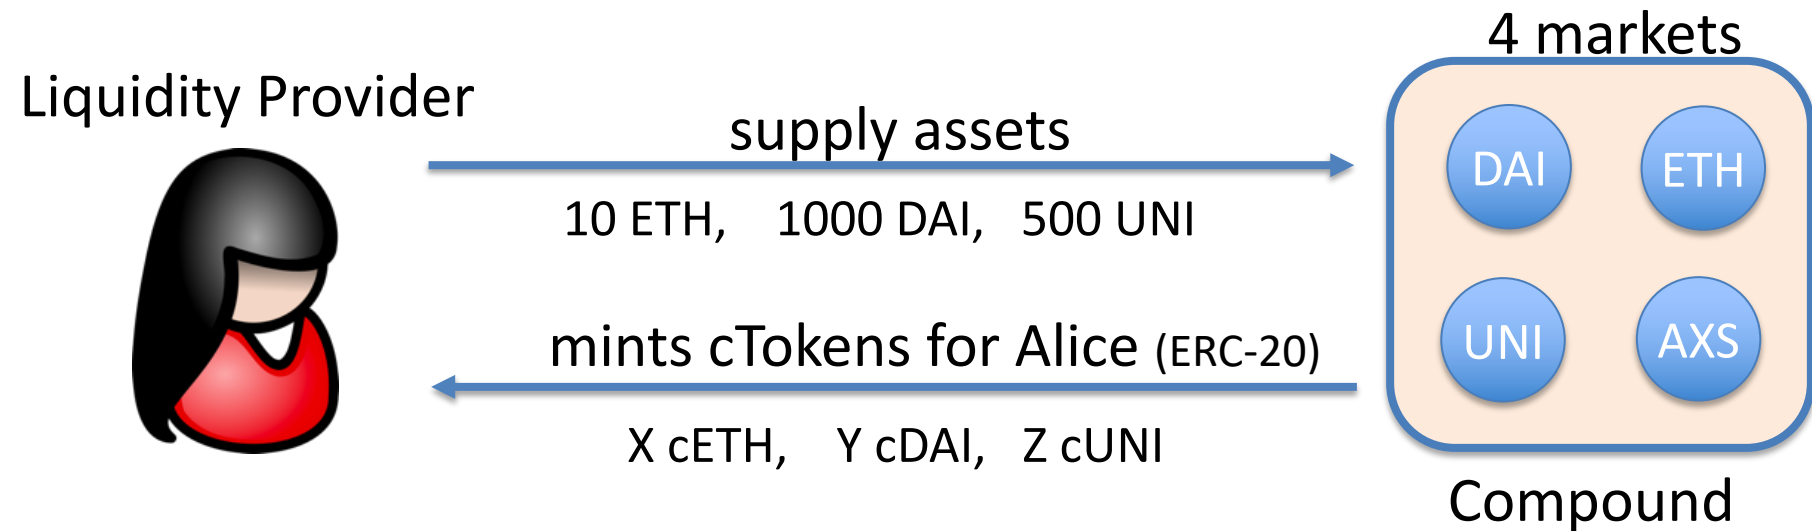 4 markets
Liquidity Provider
supply assets
10 ETH, 1000 DAI, 500 UNI
DAI ETH
UNI AXS
mints cTokens for Alice (ERC-20)
X cETH, Y cDAI, Z cUNI
Compound